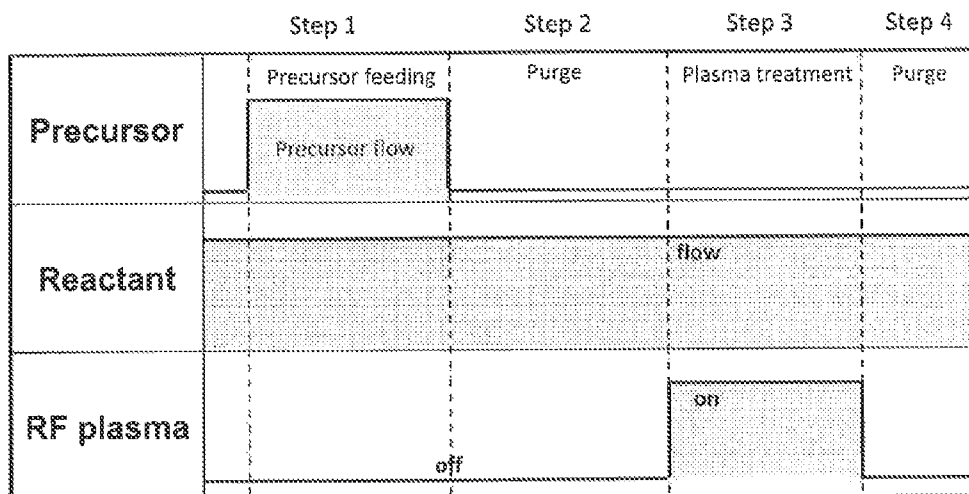 Step 1 Step 2 Step 3 Step 4
Precursor feeding Purge Plasma treatment Purge
Precursor
Precursor flow
Reactant
flow
RF plasma
on
off